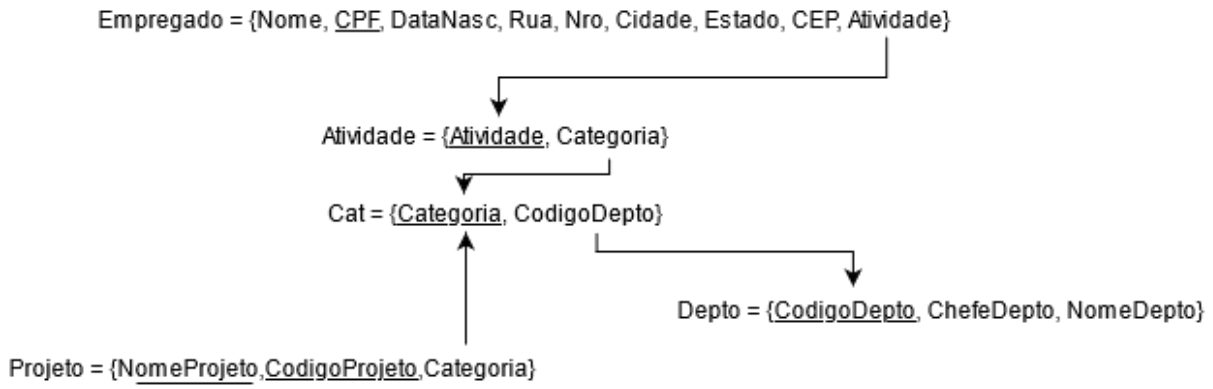 Empregado = {Nome, CPF, DataNasc, Rua, Nro, Cidade, Estado, CEP, Atividade}
Atividade = {Atividade, Categoria}
Cat = {Categoria, CodigoDepto}
Depto = {CodigoDepto, ChefeDepto, NomeDepto}
Projeto = {NomeProjeto,CodigoProjeto,Categoria}